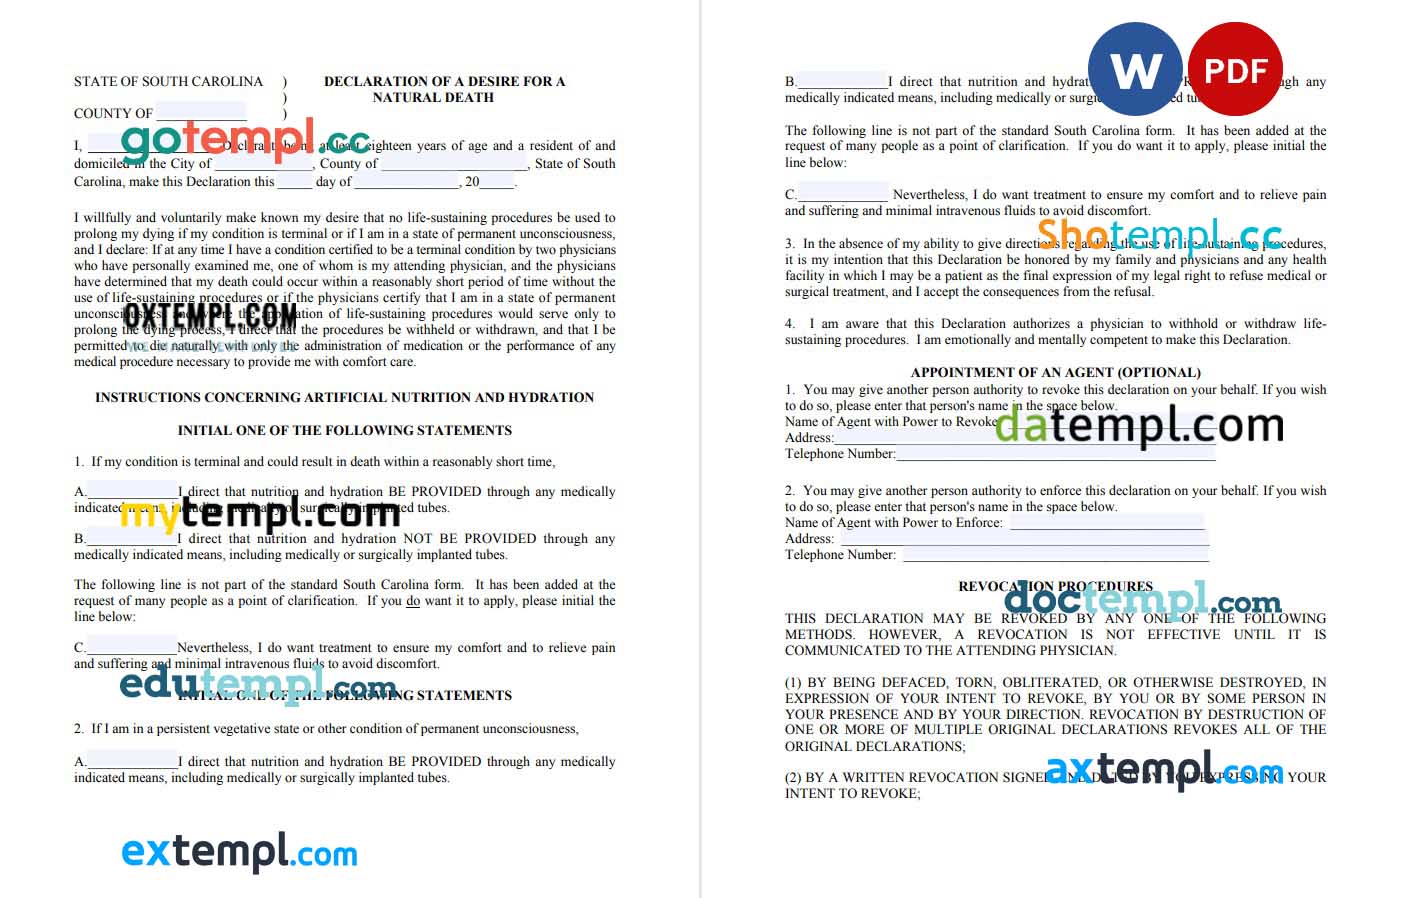 STATE OF SOUTH CAROLINA )
)
COUNTY OF )
DECLARATION OF A DESIRE FOR A
NATURAL DEATH
gotempl.cc
I, Declarant, being at least eighteen years of age and a resident of and
domiciled in the City of , County of , State of South
Carolina, make this Declaration this day of , 20 .
I willfully and voluntarily make known my desire that no life-sustaining procedures be used to
prolong my dying if my condition is terminal or if I am in a state of permanent unconsciousness,
and I declare: If at any time I have a condition certified to be a terminal condition by two physicians
who have personally examined me, one of whom is my attending physician, and the physicians
have determined that my death could occur within a reasonably short period of time without the
use of life-sustaining procedures or if the physicians certify that I am in a state of permanent
unconsciousness and where the application of life-sustaining procedures would serve only to
OXTEMPL.COM
prolong the dying process, I direct that the procedures be withheld or withdrawn, and that I be
permitted to die naturally with only the administration of medication or the performance of any
medical procedure necessary to provide me with comfort care.
INSTRUCTIONS CONCERNING ARTIFICIAL NUTRITION AND HYDRATION
INITIAL ONE OF THE FOLLOWING STATEMENTS
1. If my condition is terminal and could result in death within a reasonably short time,
A. I direct that nutrition and hydration BE PROVIDED through any medically
indicated means, including medically or surgically implanted tubes.
mytempl.com
B. I direct that nutrition and hydration NOT BE PROVIDED through any
medically indicated means, including medically or surgically implanted tubes.
The following line is not part of the standard South Carolina form. It has been added at the
request of many people as a point of clarification. If you do want it to apply, please initial the
line below:
C. Nevertheless, I do want treatment to ensure my comfort and to relieve pain
and suffering and minimal intravenous fluids to avoid discomfort.
edutempl.com
INITIAL ONE OF THE FOLLOWING STATEMENTS
2. If I am in a persistent vegetative state or other condition of permanent unconsciousness,
A. I direct that nutrition and hydration BE PROVIDED through any medically
indicated means, including medically or surgically implanted tubes.
extempl.com
W
PDF
B. I direct that nutrition and hydrat through any
medically indicated means, including medically or surgic ed tu
The following line is not part of the standard South Carolina form. It has been added at the
request of many people as a point of clarification. If you do want it to apply, please initial the
line below:
C. Nevertheless, I do want treatment to ensure my comfort and to relieve pain
and suffering and minimal intravenous fluids to avoid discomfort.
Shotempl.cc
3. In the absence of my ability to give directions regarding the use of life-sustaining procedures,
it is my intention that this Declaration be honored by my family and physicians and any health
facility in which I may be a patient as the final expression of my legal right to refuse medical or
surgical treatment, and I accept the consequences from the refusal.
4. I am aware that this Declaration authorizes a physician to withhold or withdraw life-
sustaining procedures. I am emotionally and mentally competent to make this Declaration.
APPOINTMENT OF AN AGENT (OPTIONAL)
1. You may give another person authority to revoke this declaration on your behalf. If you wish
to do so, please enter that person's name in the space below.
Name of Agent with Power to Revoke
datempl.com
Address:
Telephone Number:
2. You may give another person authority to enforce this declaration on your behalf. If you wish
to do so, please enter that person's name in the space below.
Name of Agent with Power to Enforce:
Address:
Telephone Number:
REVOCATION PROCEDURES
doctempl.com
THIS DECLARATION MAY BE REVOKED BY ANY ONE OF THE FOLLOWING
METHODS. HOWEVER, A REVOCATION IS NOT EFFECTIVE UNTIL IT IS
COMMUNICATED TO THE ATTENDING PHYSICIAN.
(1) BY BEING DEFACED, TORN, OBLITERATED, OR OTHERWISE DESTROYED, IN
EXPRESSION OF YOUR INTENT TO REVOKE, BY YOU OR BY SOME PERSON IN
YOUR PRESENCE AND BY YOUR DIRECTION. REVOCATION BY DESTRUCTION OF
ONE OR MORE OF MULTIPLE ORIGINAL DECLARATIONS REVOKES ALL OF THE
ORIGINAL DECLARATIONS;
(2) BY A WRITTEN REVOCATION SIGNED AND DATED BY YOU EXPRESSING YOUR
axtempl.com
INTENT TO REVOKE;